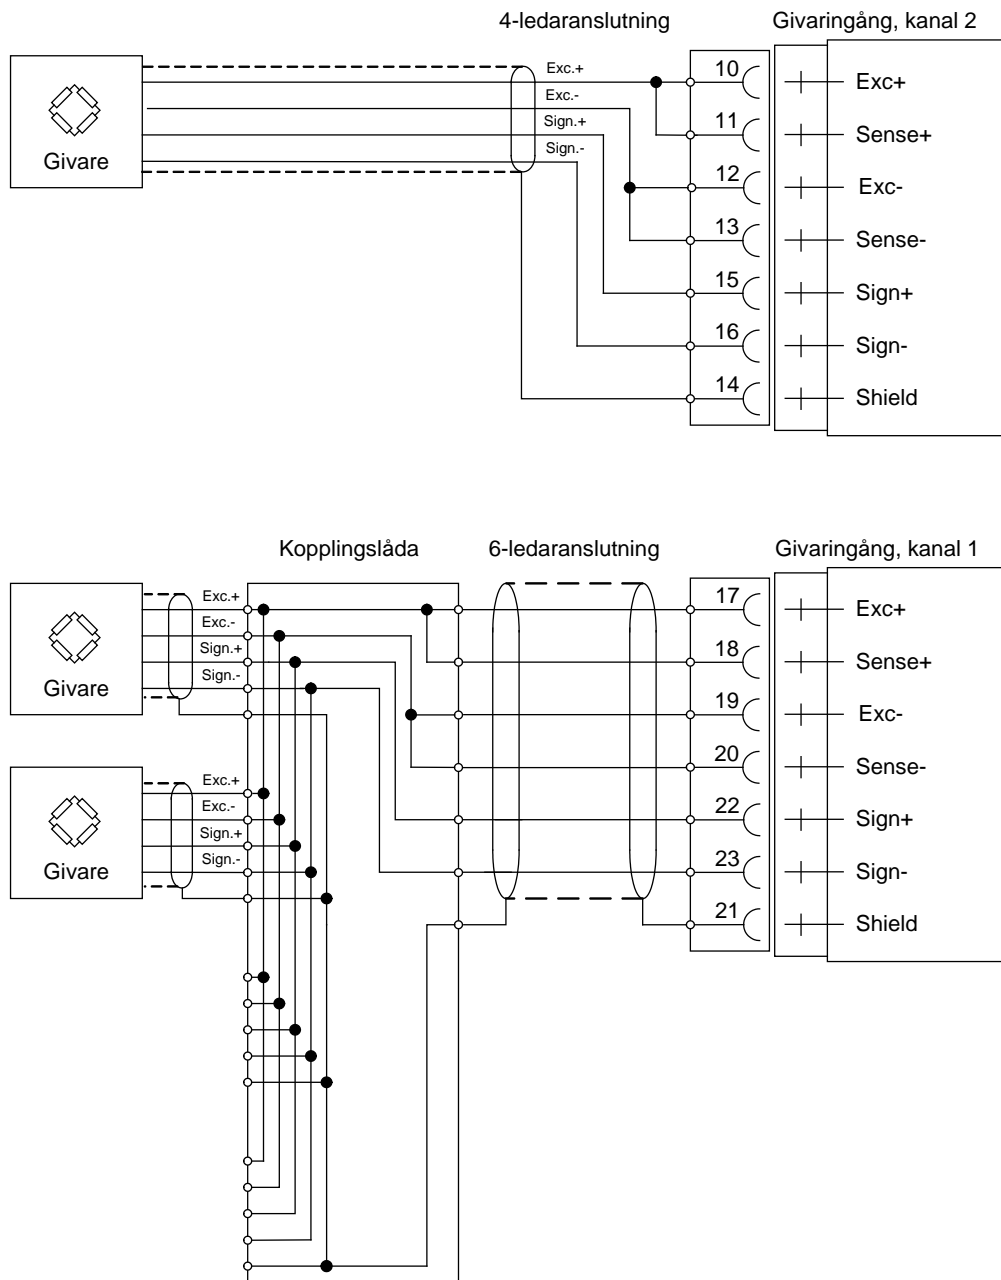 4-ledaranslutning
Givaringång, kanal 2
Givare
Exc.+
Exc.-
Sign.+
Sign.-
10
11
12
13
15
16
14
Exc+
Sense+
Exc-
Sense-
Sign+
Sign-
Shield
Kopplingslåda
6-ledaranslutning
Givaringång, kanal 1
Givare
Exc.+
Exc.-
Sign.+
Sign.-
Givare
Exc.+
Exc.-
Sign.+
Sign.-
17
18
19
20
22
23
21
Exc+
Sense+
Exc-
Sense-
Sign+
Sign-
Shield